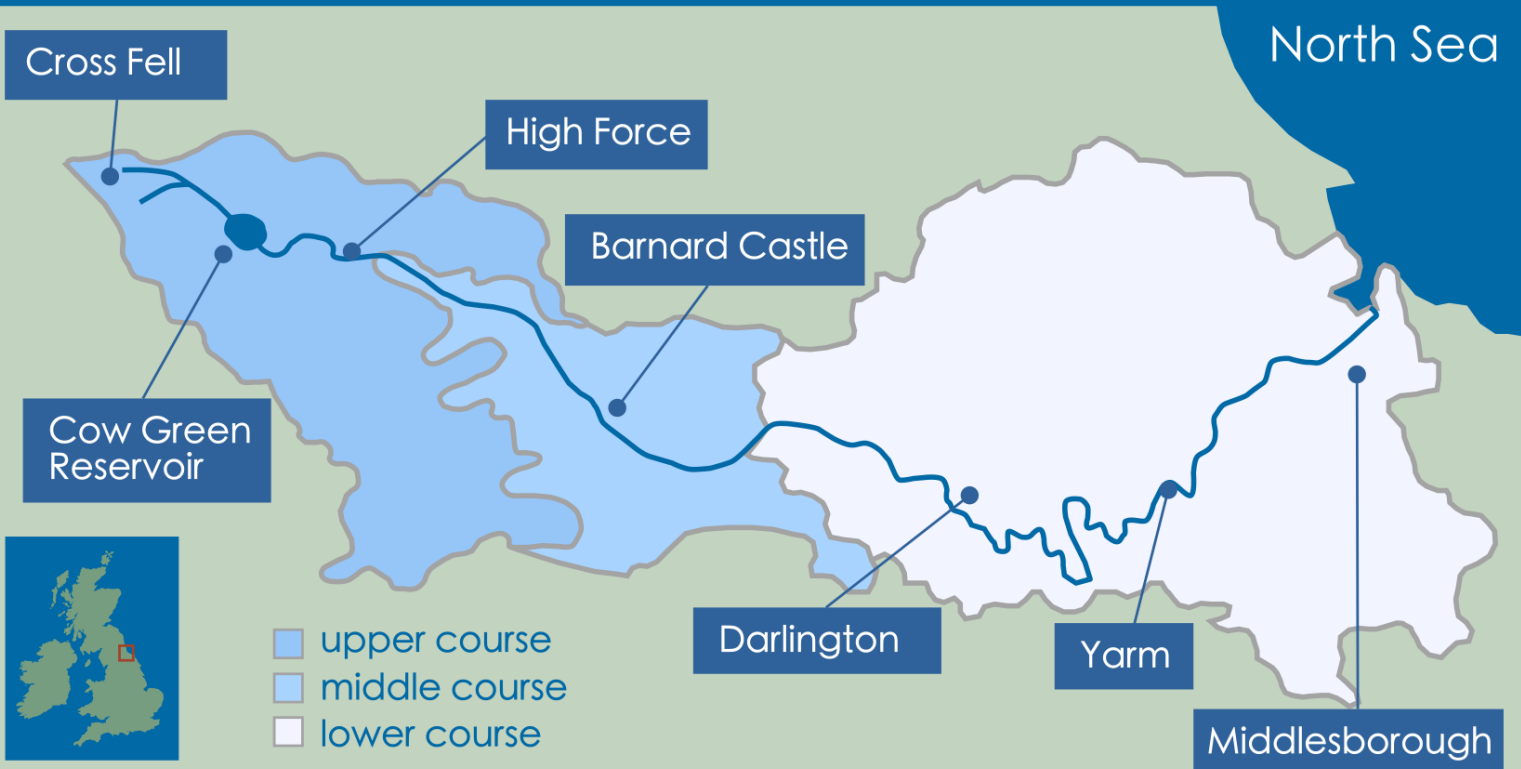 North Sea
Cross Fell
High Force
Barnard Castle
Cow Green
Reservoir
Darlington
Yarm
Middlesborough
upper course
middle course
lower course